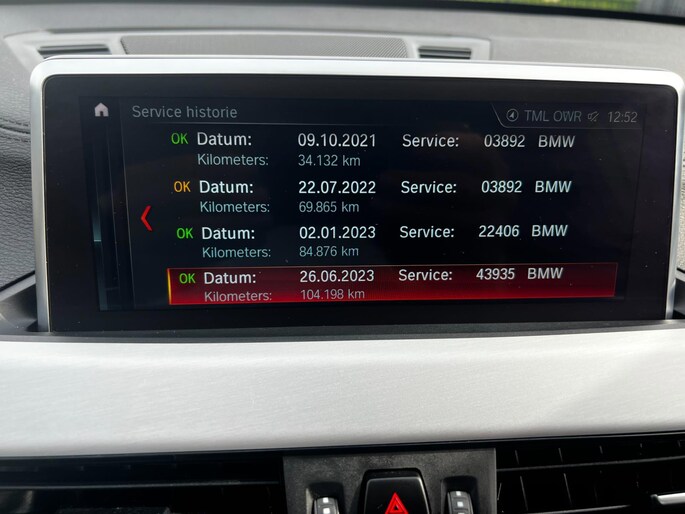 Service historie TML OWR 12:52
OK Datum: 09.10.2021 Service: 03892 BMW
Kilometers: 34.132 km
OK Datum: 22.07.2022 Service: 03892 BMW
Kilometers: 69.865 km
OK Datum: 02.01.2023 Service: 22406 BMW
Kilometers: 84.876 km
OK Datum: 26.06.2023 Service: 43935 BMW
Kilometers: 104.198 km